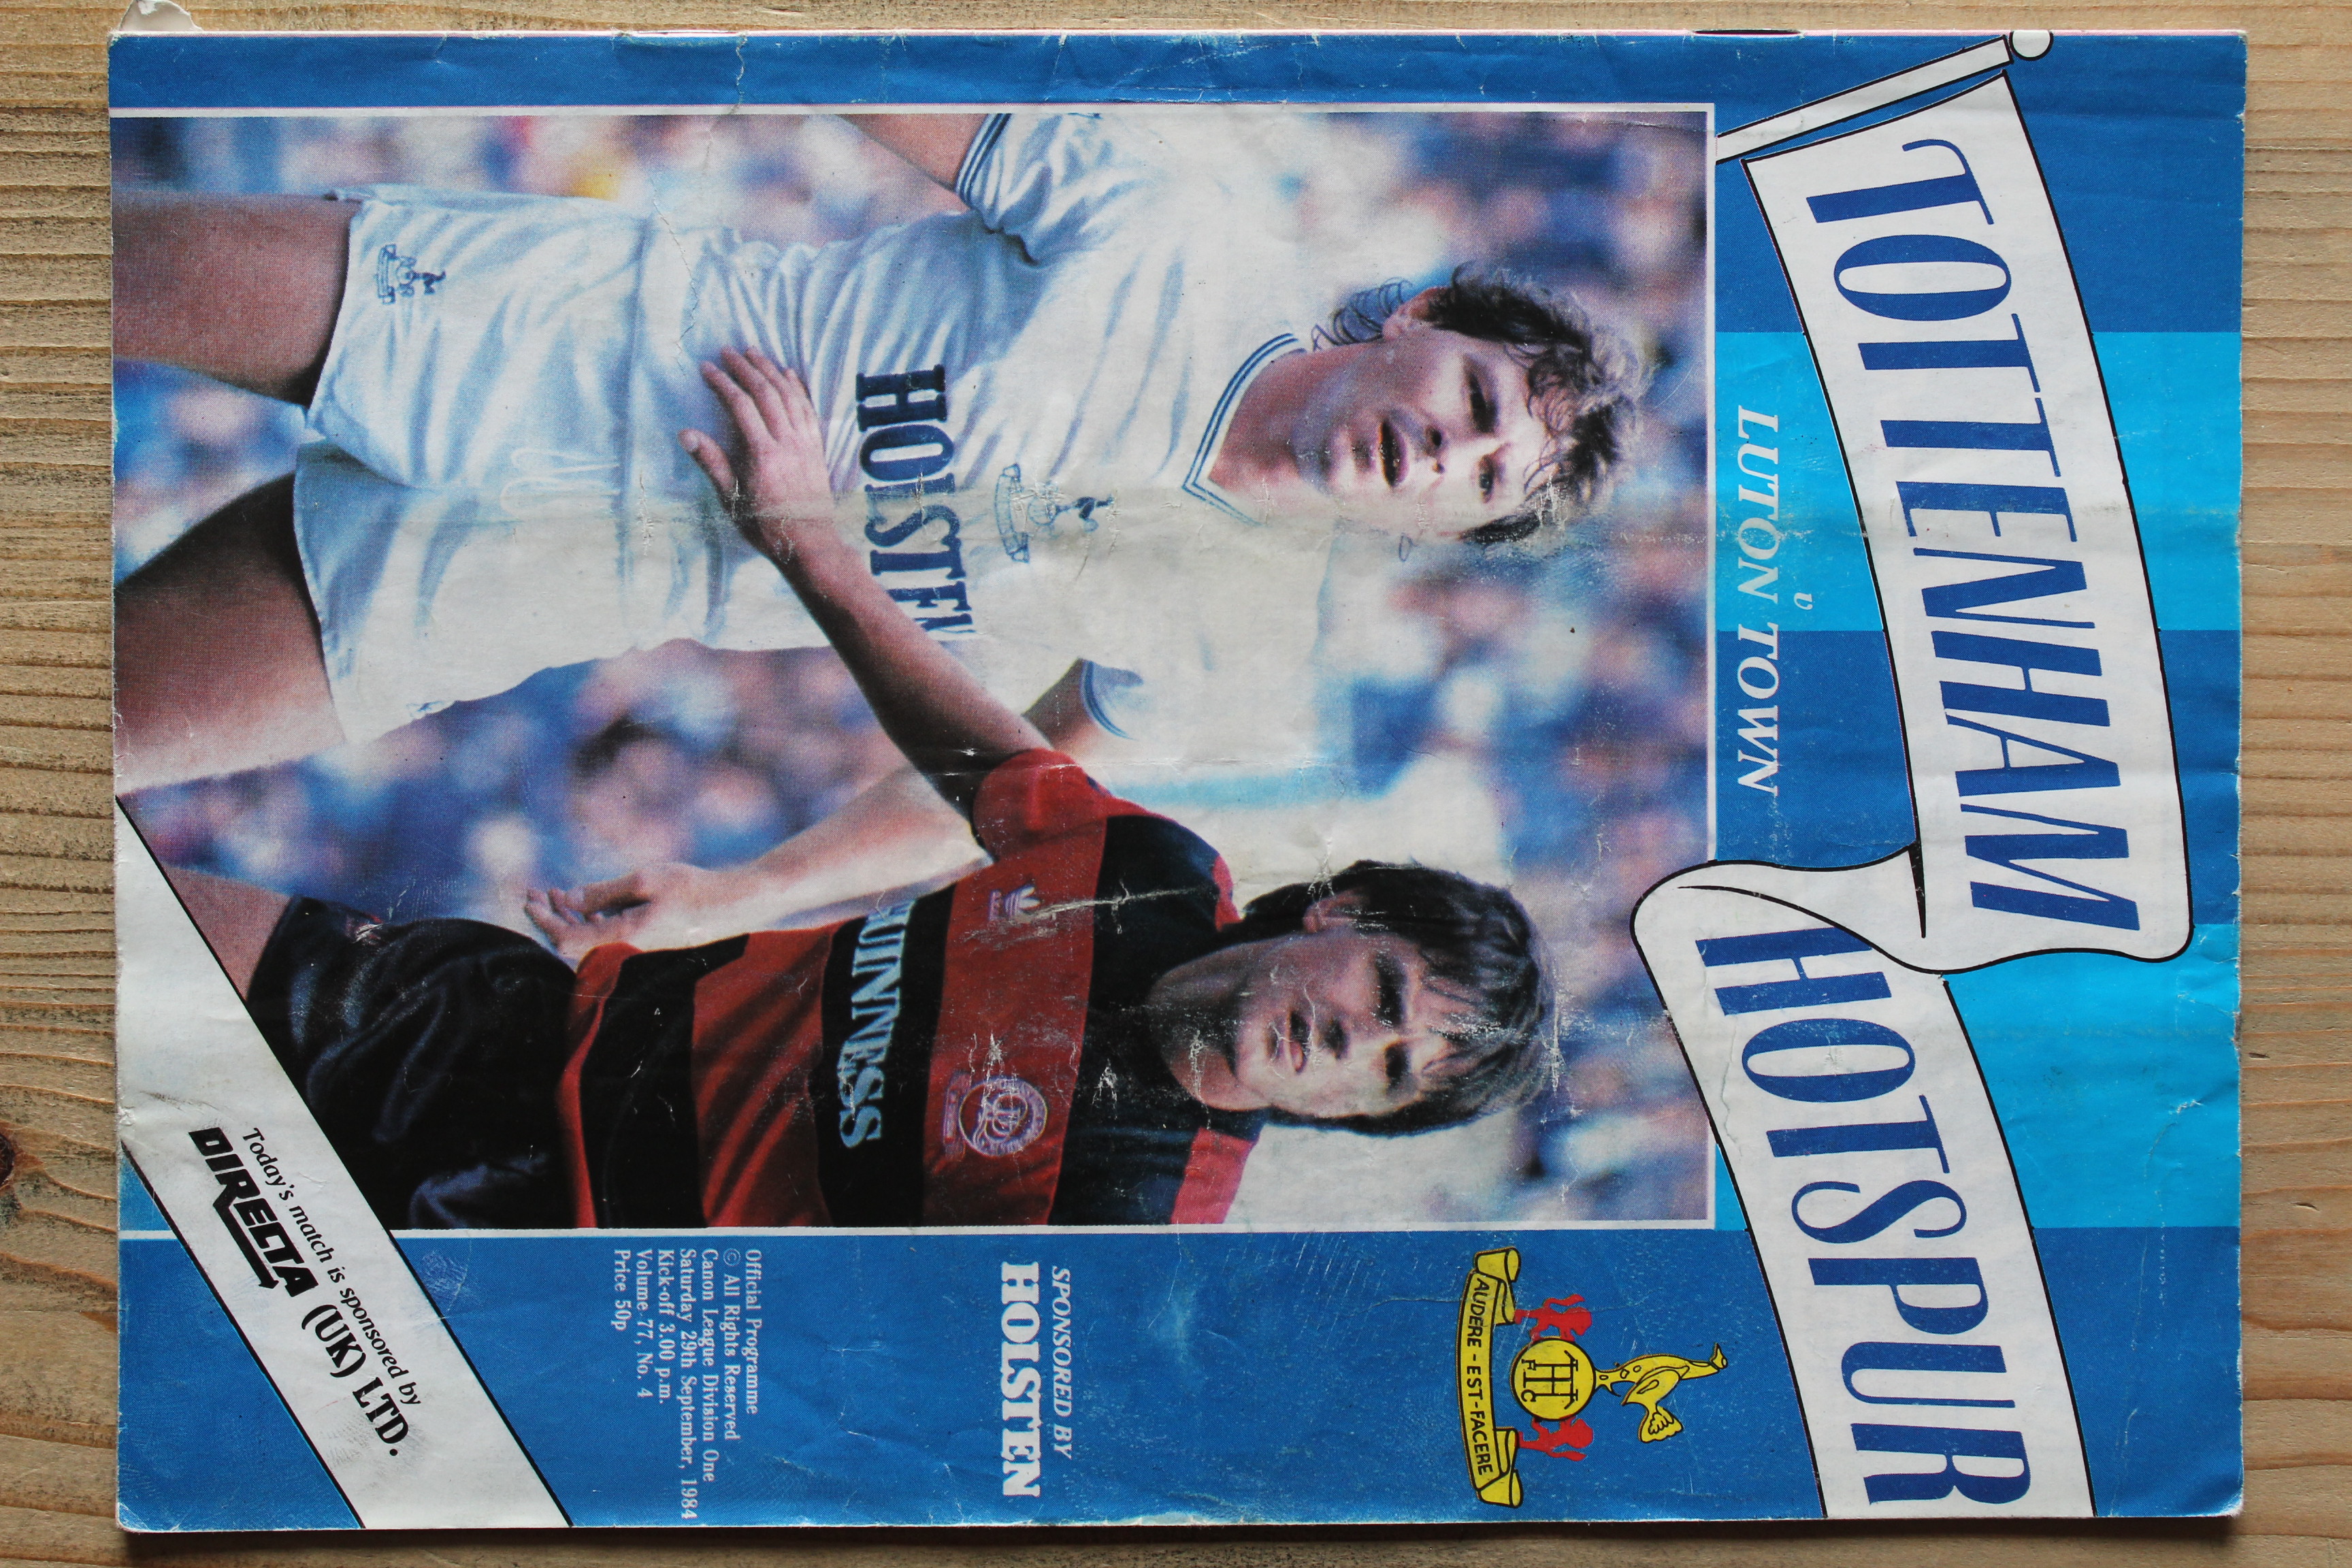 TOTTENHAM
HOTSPUR
v
LUTTON TOWN
AUDERE-EST-FACERE
SPONSORED BY
HOLSTEN
Official Programme
© All Rights Reserved
Canon League Division One
Saturday 29th September, 1984
Kick-off 3.00 p.m.
Volume 77, No. 4
Price 50p
HOLSTEN
GUINNESS
Today's match is sponsored by
DIRECTA (UK) LTD.